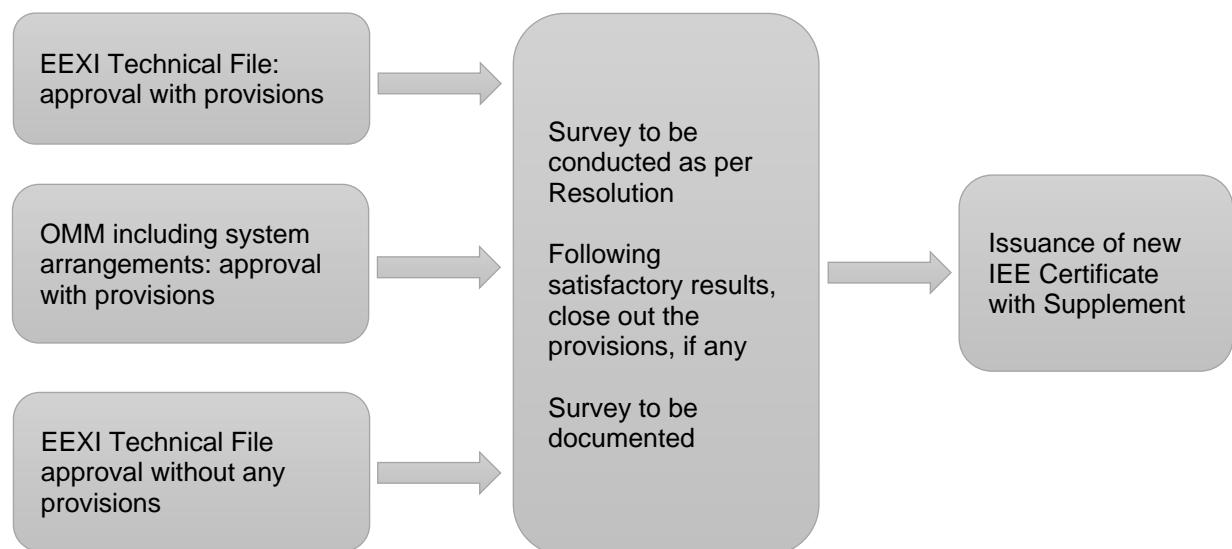 EEXI Technical File:
approval with provisions
OMM including system
arrangements: approval
with provisions
EEXI Technical File
approval without any
provisions
Survey to be
conducted as per
Resolution
Following
satisfactory results,
close out the
provisions, if any
Survey to be
documented
Issuance of new
IEE Certificate
with Supplement